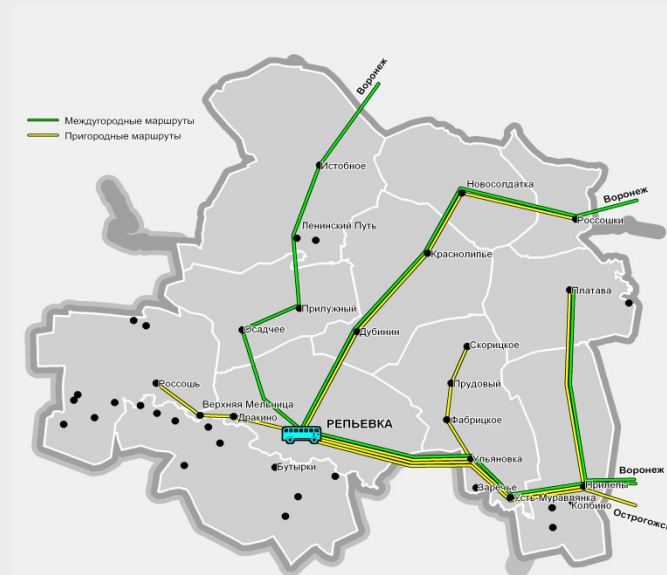 Воронеж
Междугородные маршруты
Пригородные маршруты
Истобное
Новосолдатка
Воронеж
Россошки
Ленинский Путь
Краснолипье
Платава
Прилужный
Осадчее
Дубинин
Скорицкое
Россошь
Прудовый
Верхняя Мельница
Дракино
РЕПЬЕВКА
Фабрицкое
Ульяновка
Бутырки
Воронеж
Заречье
Прилепы
Усть-Муравлянка
Колбино
Острогожск